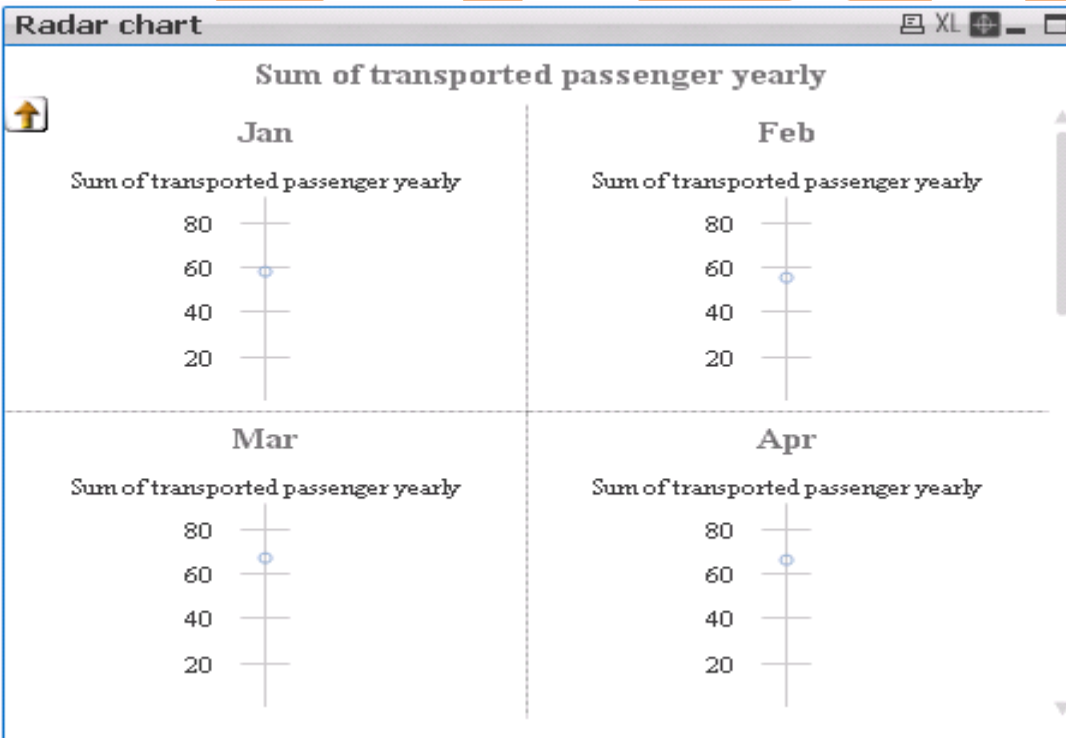 Radar chart XL
Sum of transported passenger yearly
Jan Feb
Sum of transported passenger yearly Sum of transported passenger yearly
80 80
60 60
40 40
20 20
Mar Apr
Sum of transported passenger yearly Sum of transported passenger yearly
80 80
60 60
40 40
20 20